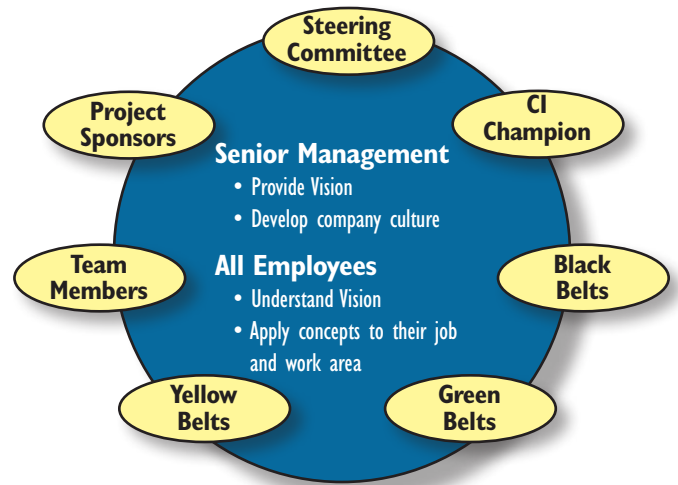 Steering
Committee
Project
Sponsors
CI
Champion
Senior Management
• Provide Vision
• Develop company culture
All Employees
• Understand Vision
• Apply concepts to their job
and work area
Team
Members
Black
Belts
Yellow
Belts
Green
Belts